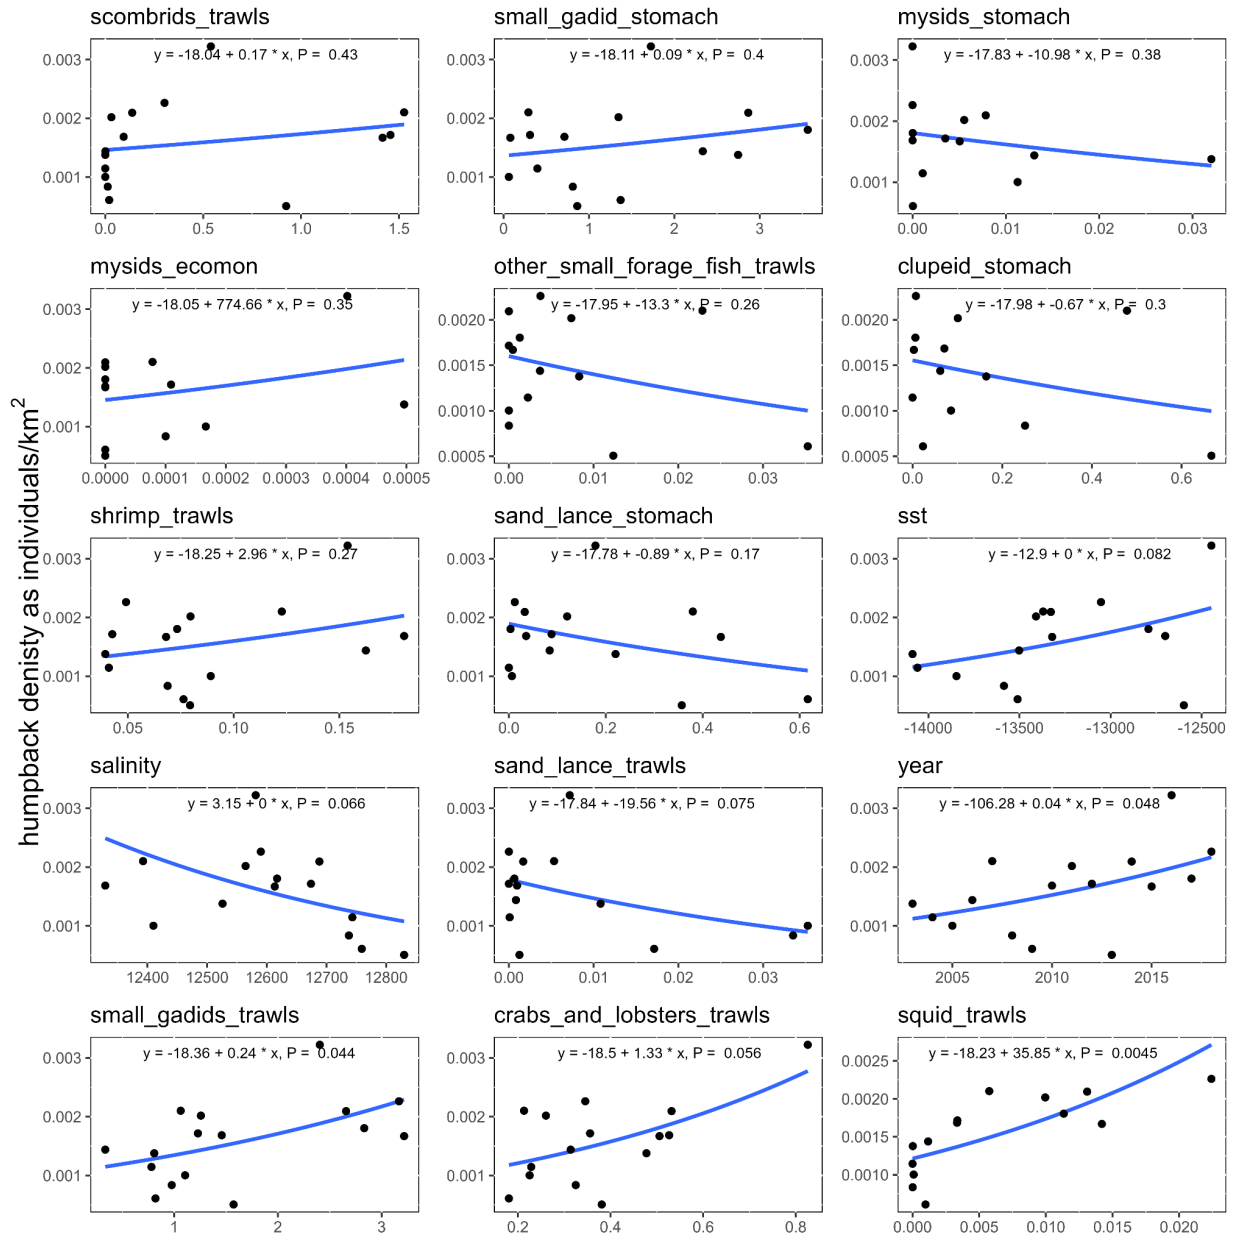 scombrids_trawls
y = -18.04 + 0.17 * x, P = 0.43
0.003
0.002
0.001
0.0 0.5 1.0 1.5
small_gadid_stomach
y = -18.11 + 0.09 * x, P = 0.4
0.003
0.002
0.001
0 1 2 3
mysids_stomach
y = -17.83 + -10.98 * x, P = 0.38
0.003
0.002
0.001
0.00 0.01 0.02 0.03
mysids_ecomon
y = -18.05 + 774.66 * x, P = 0.35
0.003
0.002
0.001
0.0000 0.0001 0.0002 0.0003 0.0004 0.0005
other_small_forage_fish_trawls
y = -17.95 + -13.3 * x, P = 0.26
0.0020
0.0015
0.0010
0.0005
0.00 0.01 0.02 0.03
clupeid_stomach
y = -17.98 + -0.67 * x, P = 0.3
0.0020
0.0015
0.0010
0.0005
0.0 0.2 0.4 0.6
humpback denisty as individuals/km²
shrimp_trawls
y = -18.25 + 2.96 * x, P = 0.27
0.003
0.002
0.001
0.05 0.10 0.15
sand_lance_stomach
y = -17.78 + -0.89 * x, P = 0.17
0.003
0.002
0.001
0.0 0.2 0.4 0.6
sst
y = -12.9 + 0 * x, P = 0.082
0.003
0.002
0.001
-14000 -13500 -13000 -12500
salinity
y = 3.15 + 0 * x, P = 0.066
0.003
0.002
0.001
12400 12500 12600 12700 12800
sand_lance_trawls
y = -17.84 + -19.56 * x, P = 0.075
0.003
0.002
0.001
0.00 0.01 0.02 0.03
year
y = -106.28 + 0.04 * x, P = 0.048
0.003
0.002
0.001
2005 2010 2015
small_gadids_trawls
y = -18.36 + 0.24 * x, P = 0.044
0.003
0.002
0.001
1 2 3
crabs_and_lobsters_trawls
y = -18.5 + 1.33 * x, P = 0.056
0.003
0.002
0.001
0.2 0.4 0.6 0.8
squid_trawls
y = -18.23 + 35.85 * x, P = 0.0045
0.0025
0.0020
0.0015
0.0010
0.000 0.005 0.010 0.015 0.020